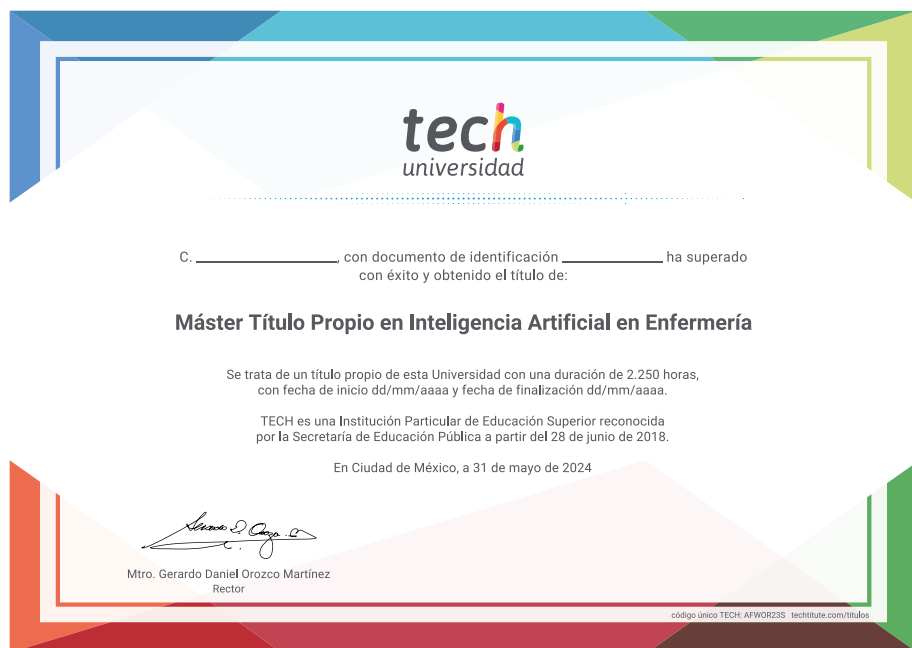 tech
universidad
C. __________________, con documento de identificación _____________ ha superado
con éxito y obtenido el título de:
Máster Título Propio en Inteligencia Artificial en Enfermería
Se trata de un título propio de esta Universidad con una duración de 2.250 horas,
con fecha de inicio dd/mm/aaaa y fecha de finalización dd/mm/aaaa.
TECH es una Institución Particular de Educación Superior reconocida
por la Secretaría de Educación Pública a partir del 28 de junio de 2018.
En Ciudad de México, a 31 de mayo de 2024
Mtro. Gerardo Daniel Orozco Martínez
Rector
código único TECH: AFWOR23S techtitute.com/titulos